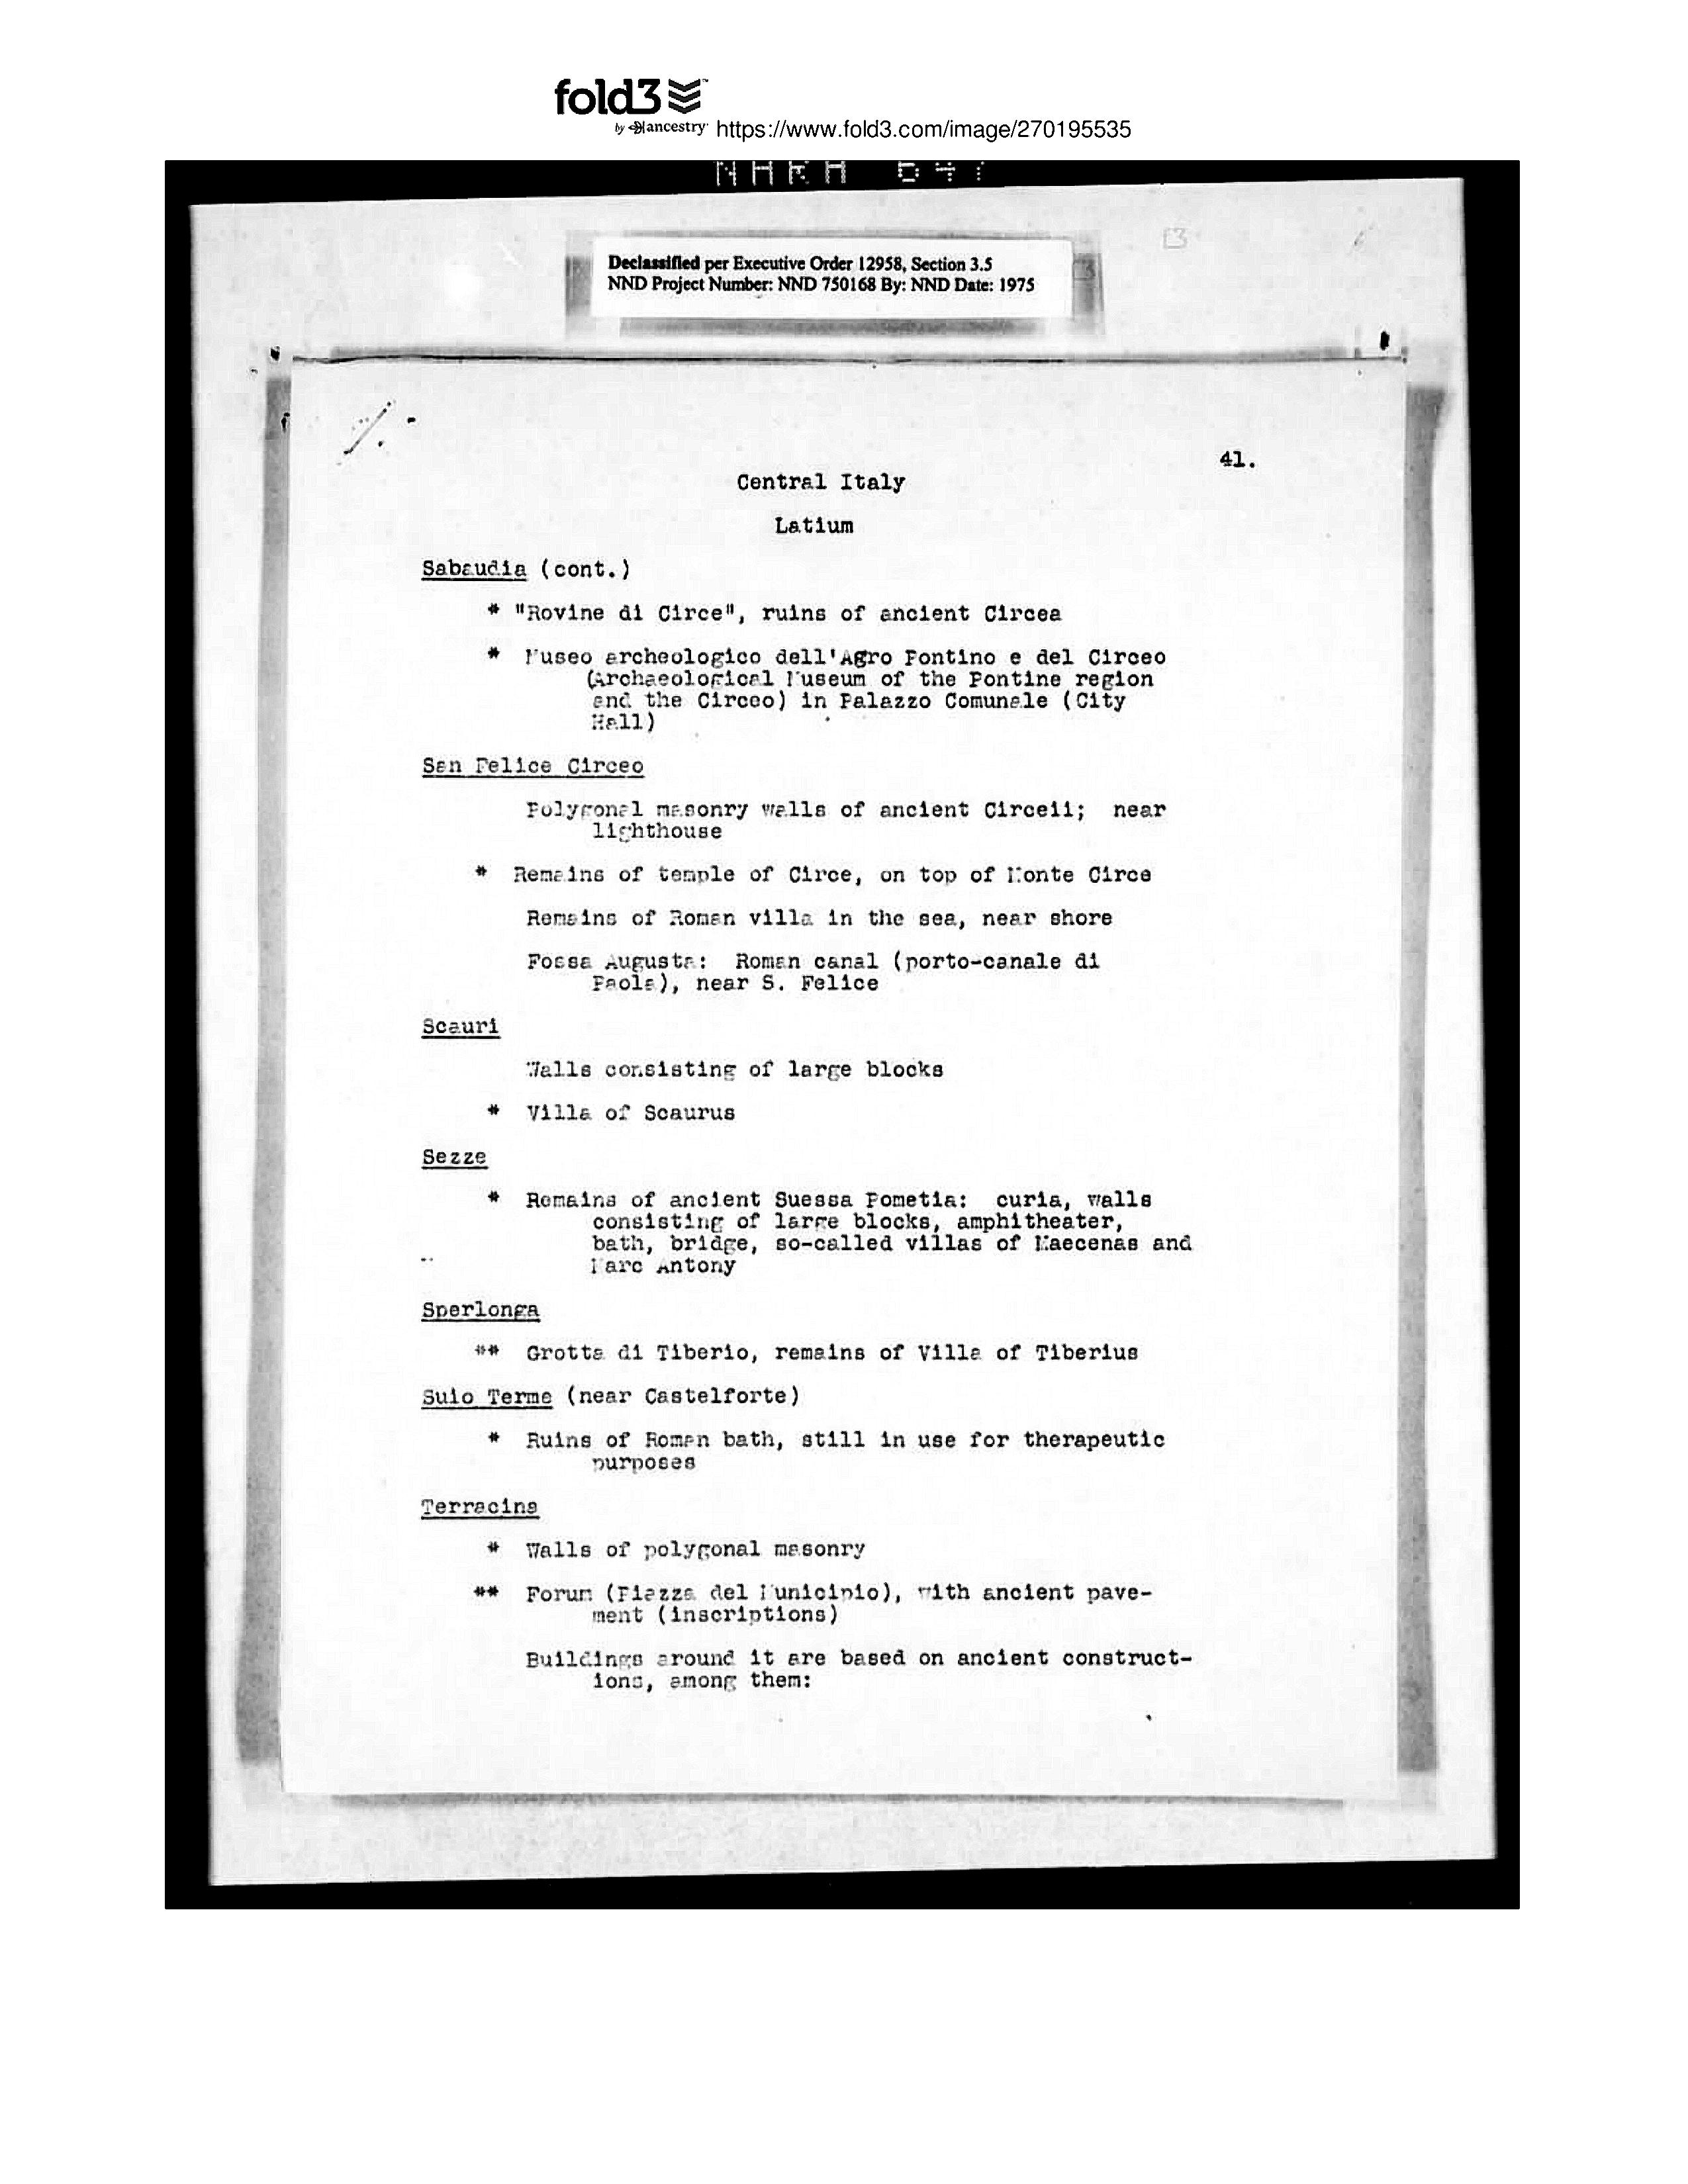 fold3
by ancestry https://www.fold3.com/image/270195535
NARA
Declassified per Executive Order 12958, Section 3.5
NND Project Number: NND 750168 By: NND Date: 1975
41.
Central Italy
Latium
Sabaudia (cont.)
* "Rovine di Circe", ruins of ancient Circea
* Museo archeologico dell'Agro Pontino e del Circeo
(Archaeological Museum of the Pontine region
and the Circeo) in Palazzo Comunale (City
Hall)
San Felice Circeo
Polygonal masonry walls of ancient Circeii; near
lighthouse
* Remains of temple of Circe, on top of Monte Circe
Remains of Roman villa in the sea, near shore
Fossa Augusta: Roman canal (porto-canale di
Paola), near S. Felice
Scauri
Walls consisting of large blocks
* Villa of Scaurus
Sezze
* Remains of ancient Suessa Pometia: curia, walls
consisting of large blocks, amphitheater,
bath, bridge, so-called villas of Maecenas and
Marc Antony
Sperlonga
** Grotta di Tiberio, remains of Villa of Tiberius
Suio Terme (near Castelforte)
* Ruins of Roman bath, still in use for therapeutic
purposes
Terracina
* Walls of polygonal masonry
** Forum (Piazza del Municipio), with ancient pave-
ment (inscriptions)
Buildings around it are based on ancient construct-
ions, among them: